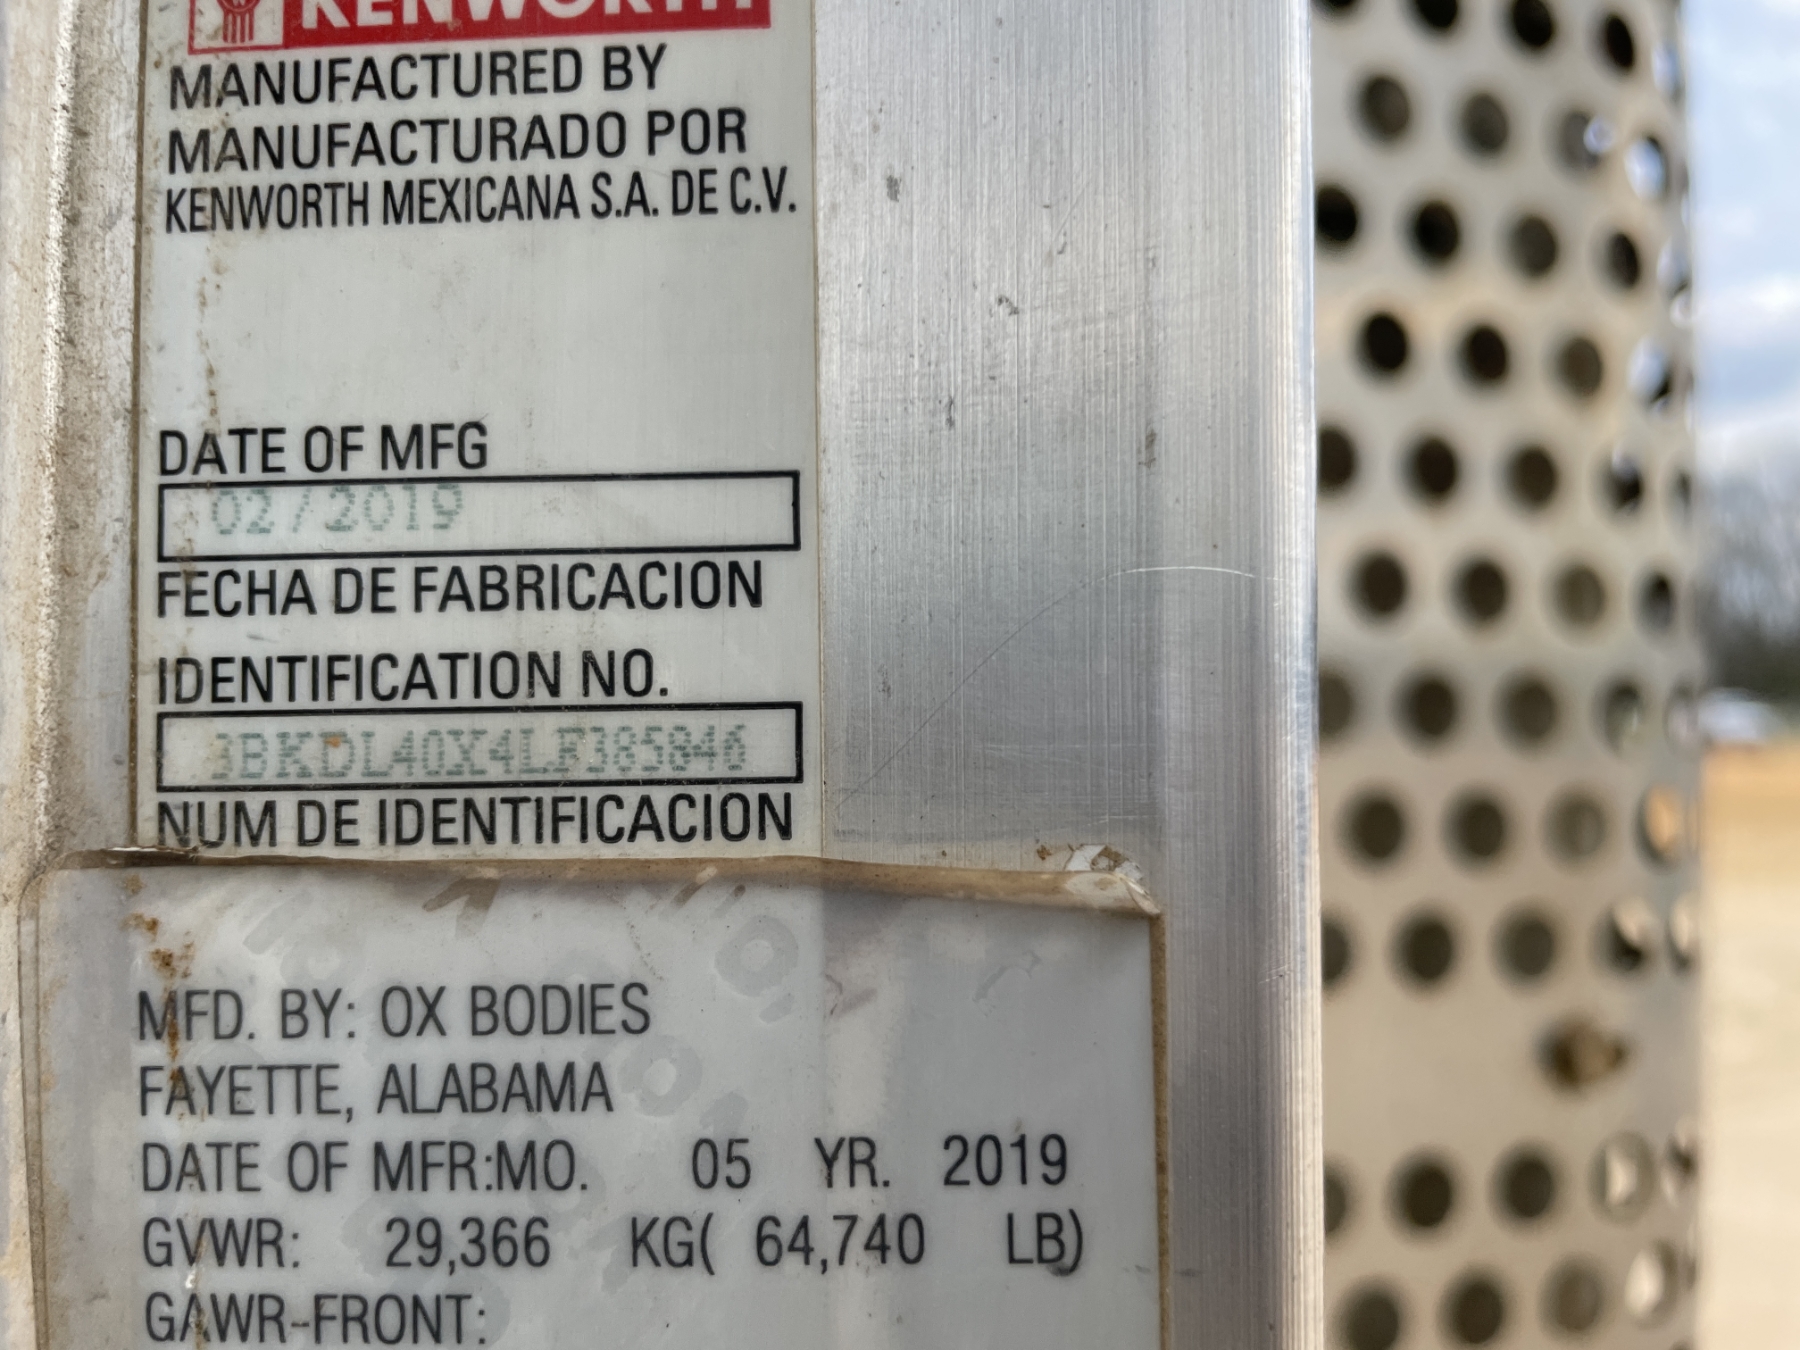 KENWORTH
MANUFACTURED BY
MANUFACTURADO POR
KENWORTH MEXICANA S.A. DE C.V.
DATE OF MFG
02/2019
FECHA DE FABRICACION
IDENTIFICATION NO.
3BKDL40X4LF385846
NUM DE IDENTIFICACION
MFD. BY: OX BODIES
FAYETTE, ALABAMA
DATE OF MFR:MO. 05 YR. 2019
GVWR: 29,366 KG( 64,740 LB)
GAWR-FRONT: